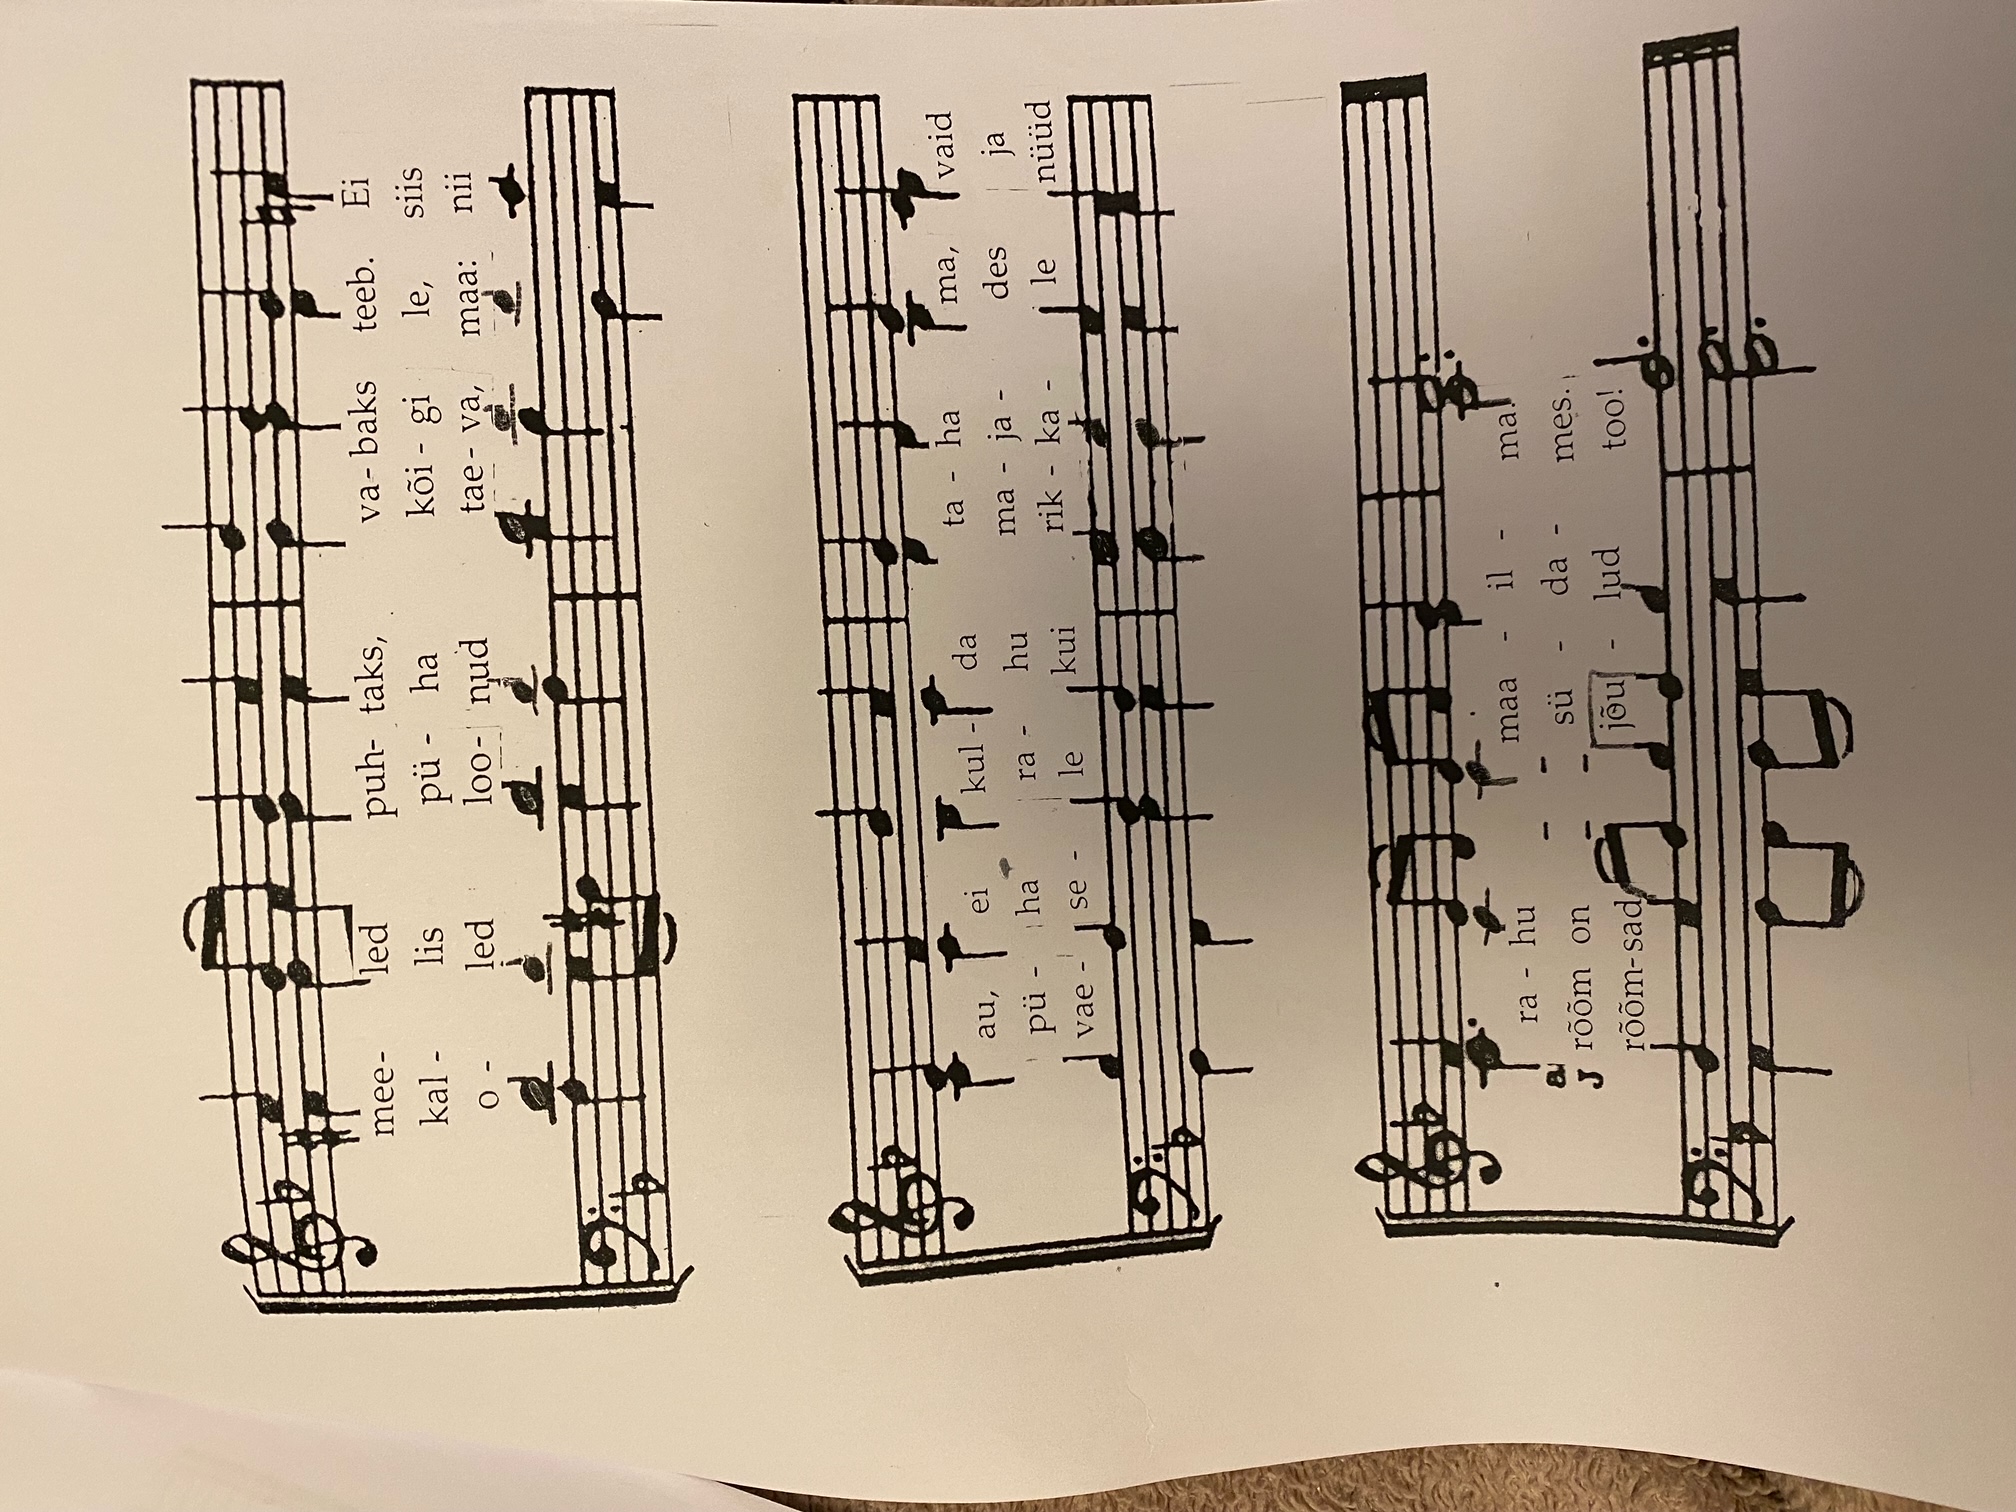 mee- led puh- taks, va- baks teeb. Ei
kal - lis pü - ha kõi - gi le, siis
o - led loo- nud tae- va, maa: nii
au, ei kul - da ta - ha ma, vaid
pü - ha ra - hu ma - ja - des ja
vae - se - le kui rik - ka - le nüüd
ra - hu maa - il - ma!
a
rõõm on - - sü - da - mes.
J
rõõm- sad - - jõu - lud too!